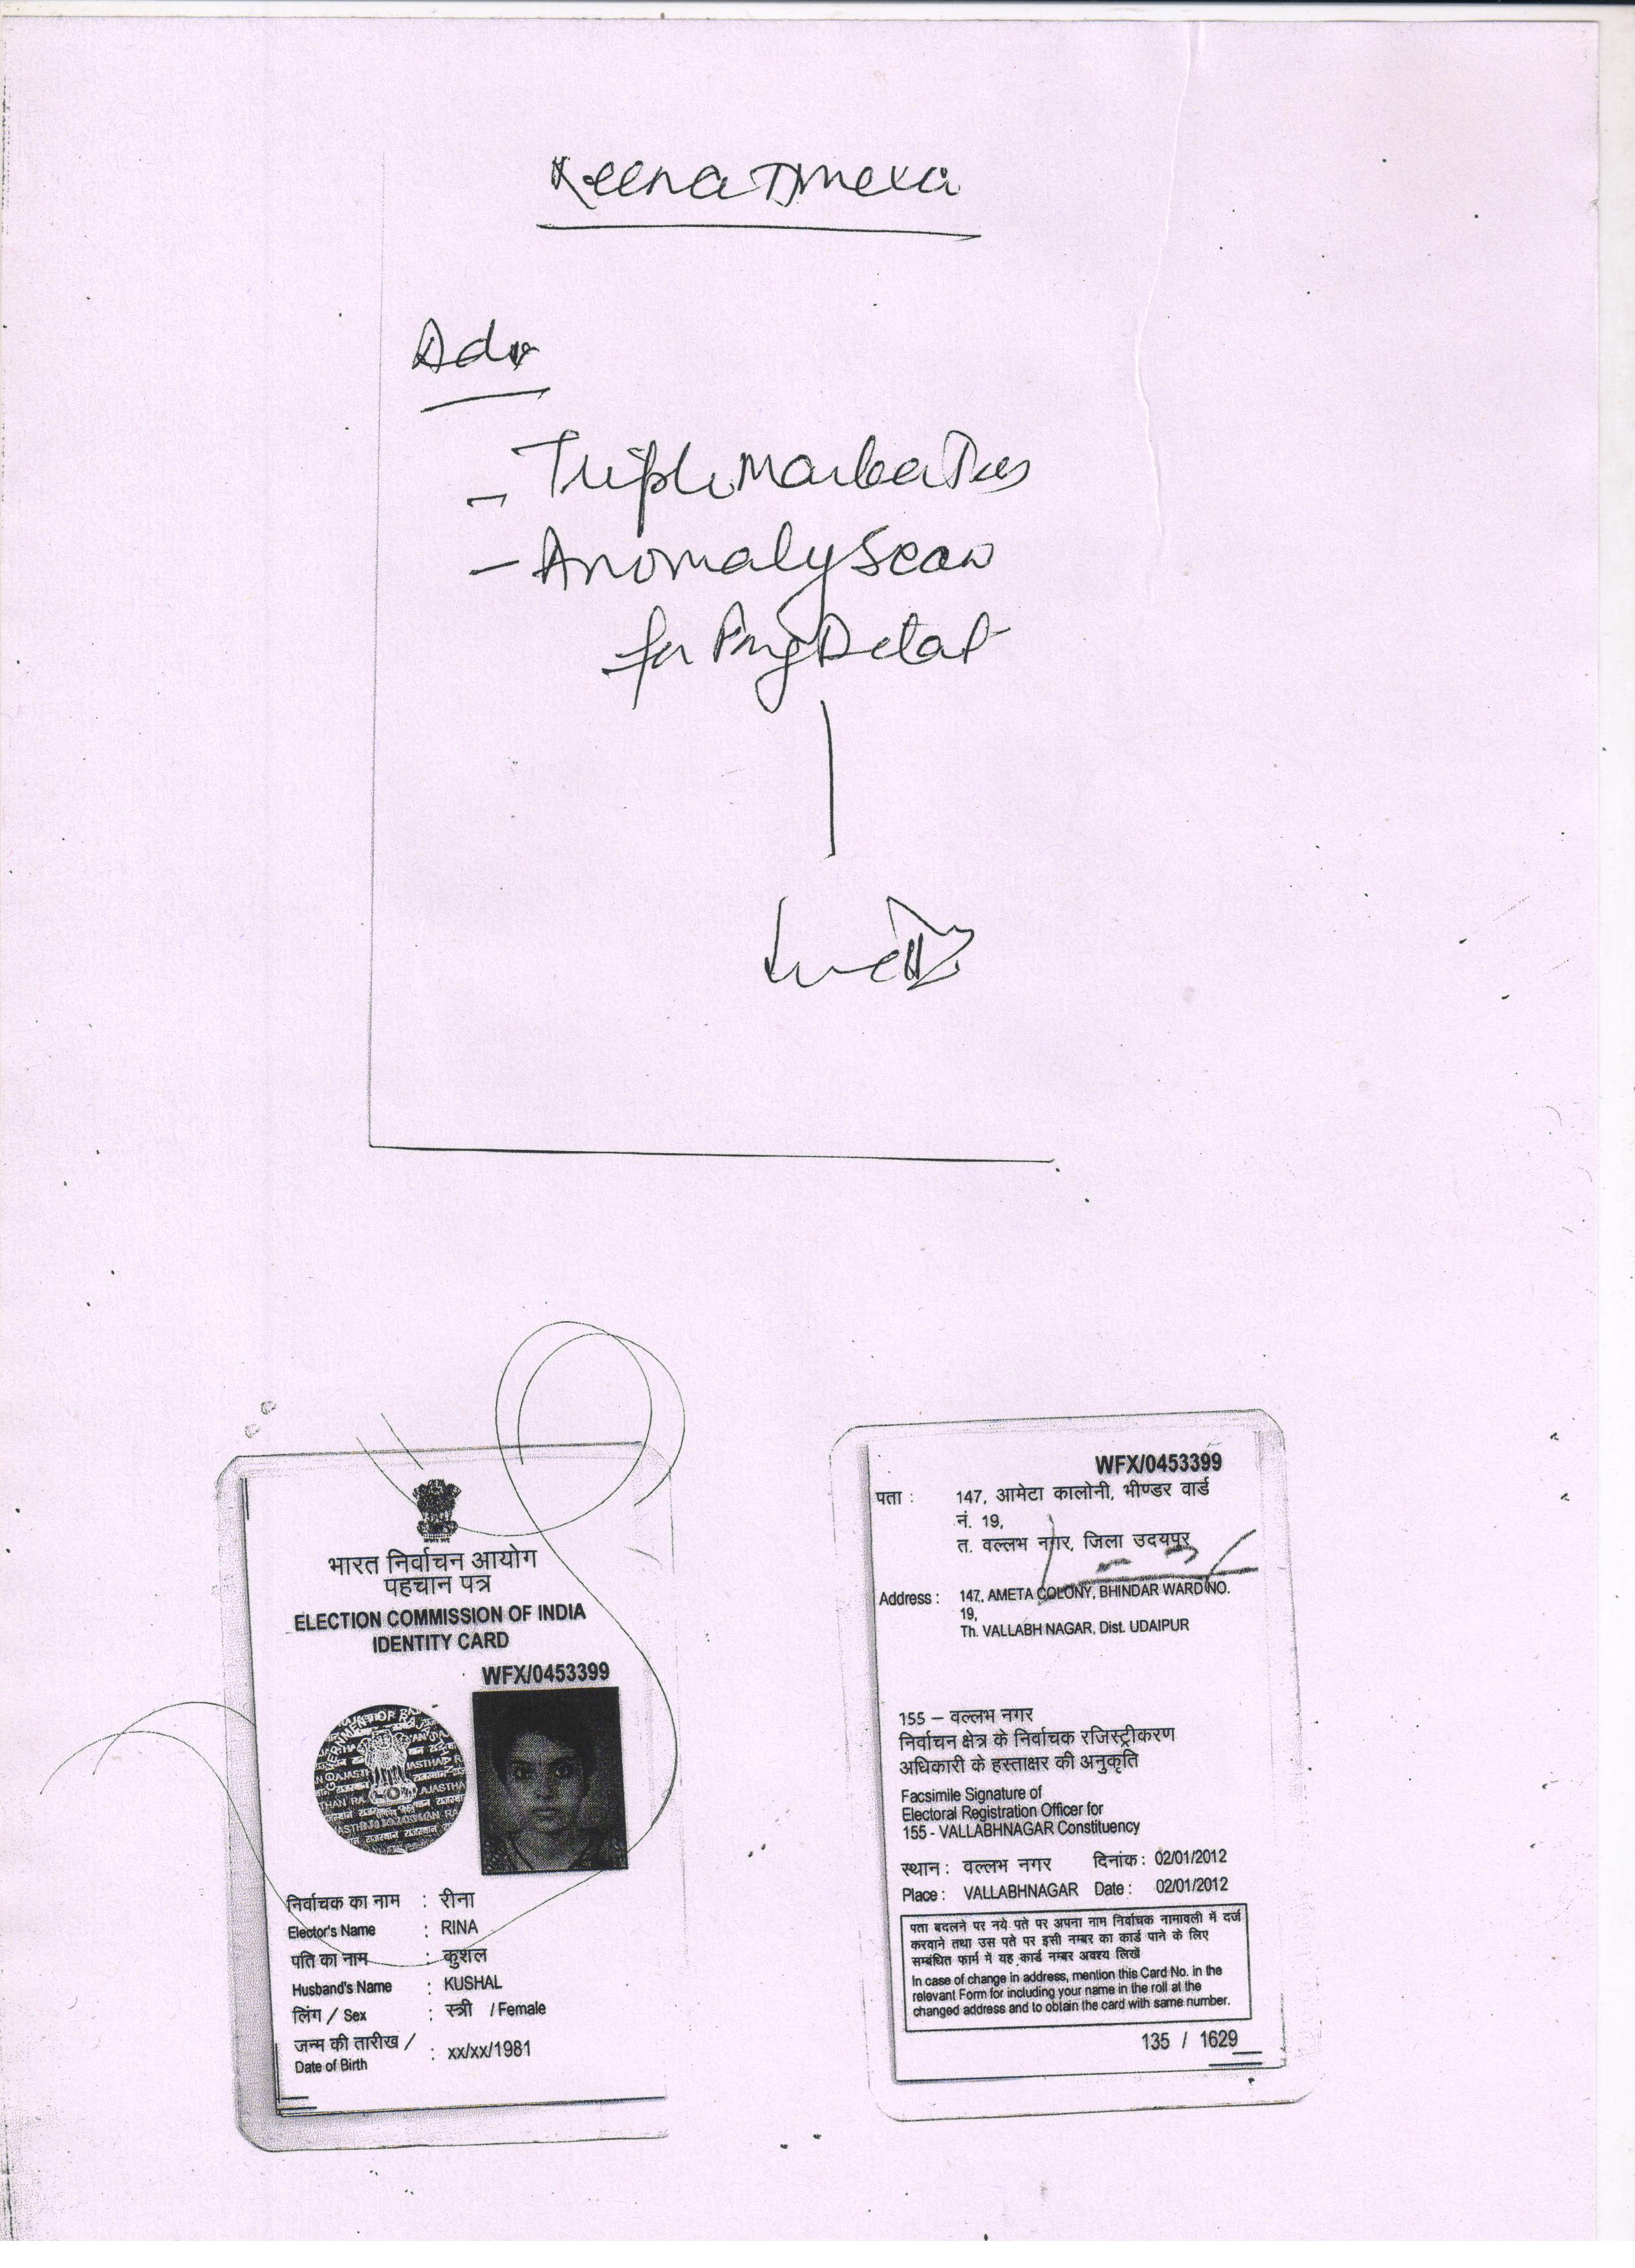 Reena Ameta
Adv
- Triple Marker Test
- Anomaly Scan
for Preg Detat
WFX/0453399
भारत निर्वाचन आयोग
पहचान पत्र
ELECTION COMMISSION OF INDIA
IDENTITY CARD
WFX/0453399
निर्वाचक का नाम : रीना
Elector's Name : RINA
पति का नाम : कुशल
Husband's Name : KUSHAL
लिंग / Sex : स्त्री / Female
जन्म की तारीख /
Date of Birth : xx/xx/1981
पता : 147, आमेटा कालोनी, भीण्डर वार्ड
नं. 19,
त. वल्लभ नगर, जिला उदयपुर
Address : 147, AMETA COLONY, BHINDAR WARD NO.
19,
Th. VALLABH NAGAR, Dist. UDAIPUR
155 – वल्लभ नगर
निर्वाचन क्षेत्र के निर्वाचक रजिस्ट्रीकरण
अधिकारी के हस्ताक्षर की अनुकृति
Facsimile Signature of
Electoral Registration Officer for
155 - VALLABHNAGAR Constituency
स्थान : वल्लभ नगर दिनांक : 02/01/2012
Place : VALLABHNAGAR Date : 02/01/2012
पता बदलने पर नये पते पर अपना नाम निर्वाचक नामावली में दर्ज
करवाने तथा उस पते पर इसी नम्बर का कार्ड पाने के लिए
सम्बंधित फार्म में यह कार्ड नम्बर अवश्य लिखें
In case of change in address, mention this Card No. in the
relevant Form for including your name in the roll at the
changed address and to obtain the card with same number.
135 / 1629